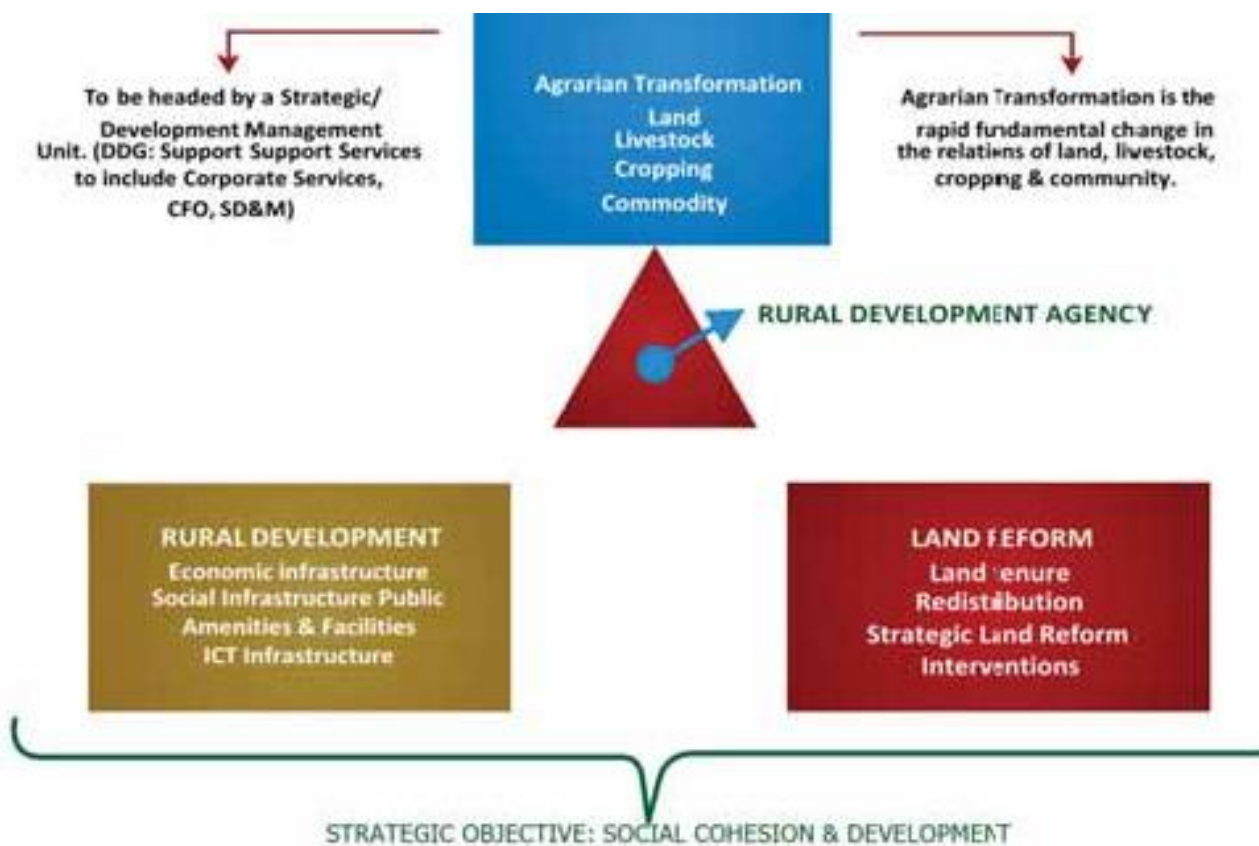 To be headed by a Strategic/
Development Management
Unit. (DDG: Support Support Services
to include Corporate Services,
CFO, SD&M)
Agrarian Transformation
Land
Livestock
Cropping
Commodity
Agrarian Transformation is the
rapid fundamental change in
the relations of land, livestock,
cropping & community.
RURAL DEVELOPMENT AGENCY
RURAL DEVELOPMENT
Economic Infrastructure
Social Infrastructure Public
Amenities & Facilities
ICT Infrastructure
LAND REFORM
Land tenure
Redistribution
Strategic Land Reform
Interventions
STRATEGIC OBJECTIVE: SOCIAL COHESION & DEVELOPMENT